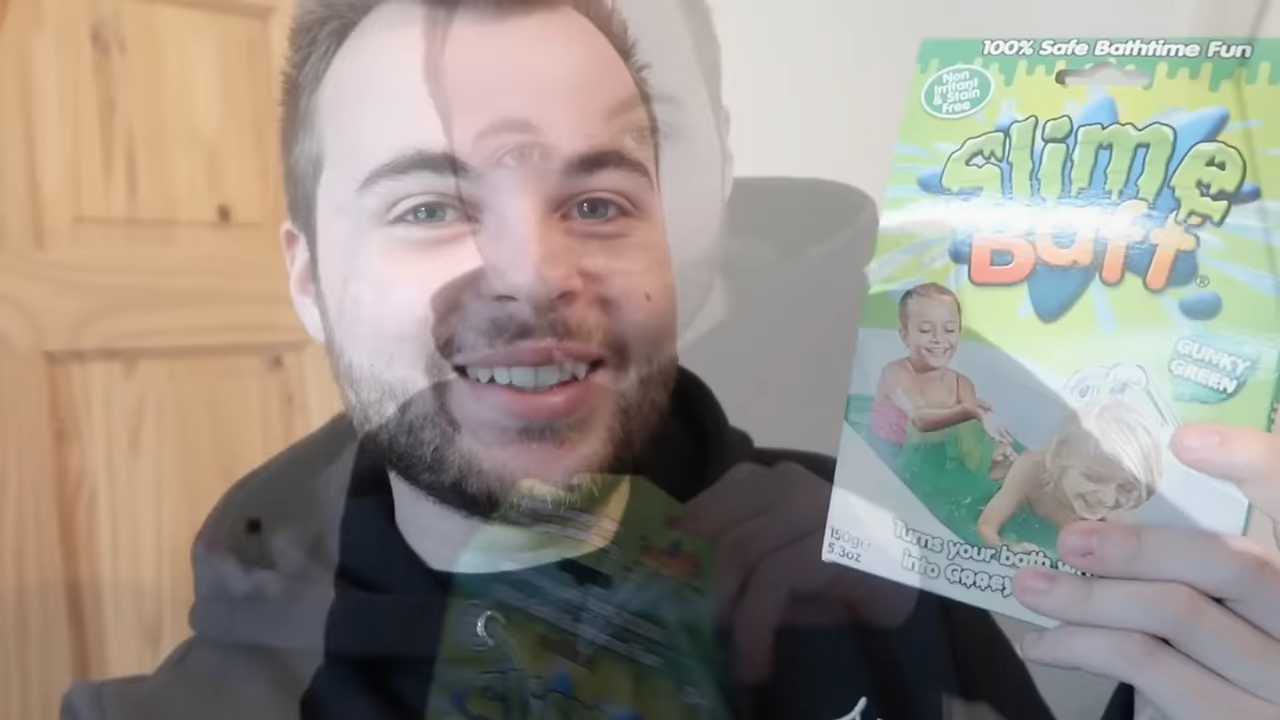 100% Safe Bathtime Fun
Non
Irritant
& Stain
Free
Slime
Baff
®
GUNKY
GREEN
150g℮
5.3oz
Turns your bath
into Gooey